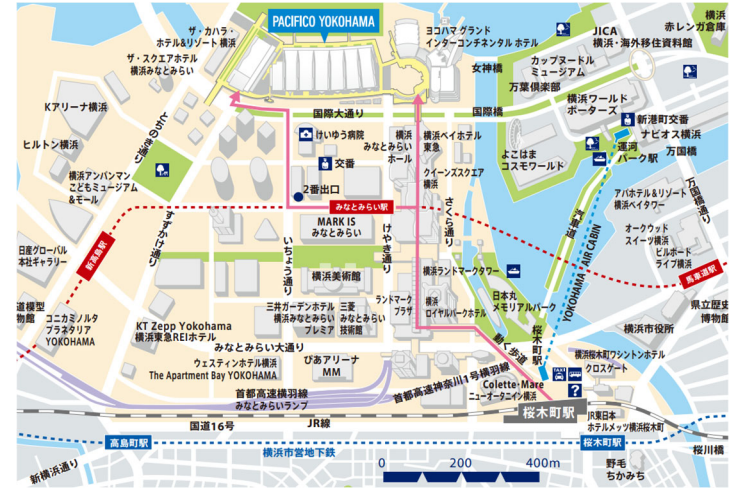 PACIFICO YOKOHAMA
ザ・カハラ・
ホテル&リゾート 横浜
ザ・スクエアホテル
横浜みなとみらい
Kアリーナ横浜
ヒルトン横浜
横浜アンパンマン
こどもミュージアム
&モール
とちのき通り
すずかけ通り
ヨコハマ グランド
インターコンチネンタル ホテル
女神橋
カップヌードル
ミュージアム
万葉倶楽部
JICA
横浜・海外移住資料館
横浜
赤レンガ倉庫
横浜ワールド
ポーターズ
新港町交番
ナビオス横浜
運河
パーク駅
万国橋
万国橋通り
国際大通り
国際橋
けいゆう病院
交番
2番出口
横浜
みなとみらい
ホール
横浜ベイホテル
東急
クイーンズスクエア
横浜
よこはま
コスモワールド
みなとみらい駅
MARK IS
みなとみらい
けやき通り
さくら通り
いちょう通り
汽車道
YOKOHAMA AIR CABIN
アパホテル&リゾート
横浜ベイタワー
オークウッド
スイーツ横浜
ビルボード
ライブ横浜
馬車道駅
新高島駅
日産グローバル
本社ギャラリー
道模型
物館
コニカミノルタ
プラネタリア
YOKOHAMA
横浜美術館
横浜ランドマークタワー
日本丸
メモリアルパーク
KT Zepp Yokohama
横浜東急REIホテル
三井ガーデンホテル
横浜みなとみらい
プレミア
三菱
みなとみらい
技術館
ランドマーク
プラザ
横浜
ロイヤルパークホテル
県立歴史
博物館
横浜市役所
みなとみらい大通り
ウェスティンホテル横浜
The Apartment Bay YOKOHAMA
ぴあアリーナ
MM
動く歩道
桜木町駅
TAXI
横浜桜木町ワシントンホテル
クロスゲート
?
首都高速横羽線
みなとみらいランプ
首都高速神奈川1号横羽線
Colette・Mare
ニューオータニイン横浜
桜木町駅
JR東日本
ホテルメッツ横浜桜木町
国道16号
JR線
高島町駅
横浜市営地下鉄
桜木町駅
桜川橋
新横浜通り
0 200 400m
野毛
ちかみち